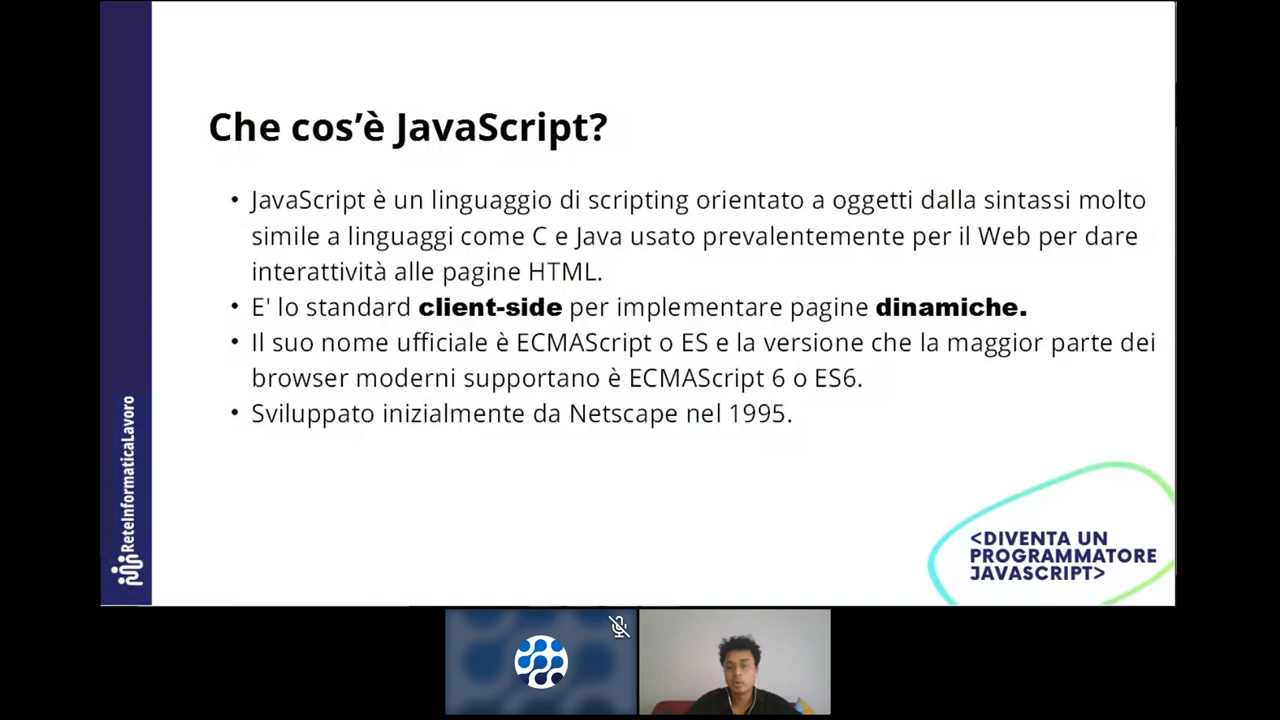 Che cos’è JavaScript?
• JavaScript è un linguaggio di scripting orientato a oggetti dalla sintassi molto
simile a linguaggi come C e Java usato prevalentemente per il Web per dare
interattività alle pagine HTML.
• E' lo standard client-side per implementare pagine dinamiche.
• Il suo nome ufficiale è ECMAScript o ES e la versione che la maggior parte dei
browser moderni supportano è ECMAScript 6 o ES6.
• Sviluppato inizialmente da Netscape nel 1995.
ReteInformaticaLavoro
<DIVENTA UN
PROGRAMMATORE
JAVASCRIPT>